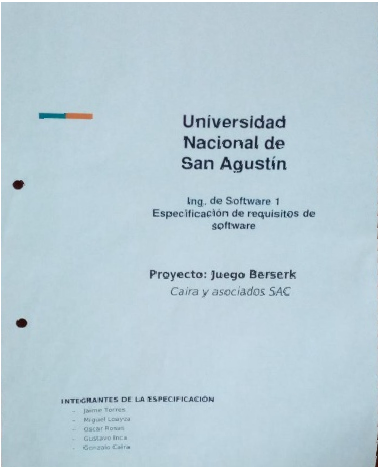 Universidad
Nacional de
San Agustín
Ing. de Software 1
Especificación de requisitos de
software
Proyecto: Juego Berserk
Caira y asociados SAC
INTEGRANTES DE LA ESPECIFICACIÓN
- Jaime Torres
- Miguel Loayza
- Oscar
- Gustavo Inca
- Gonzalo Caira